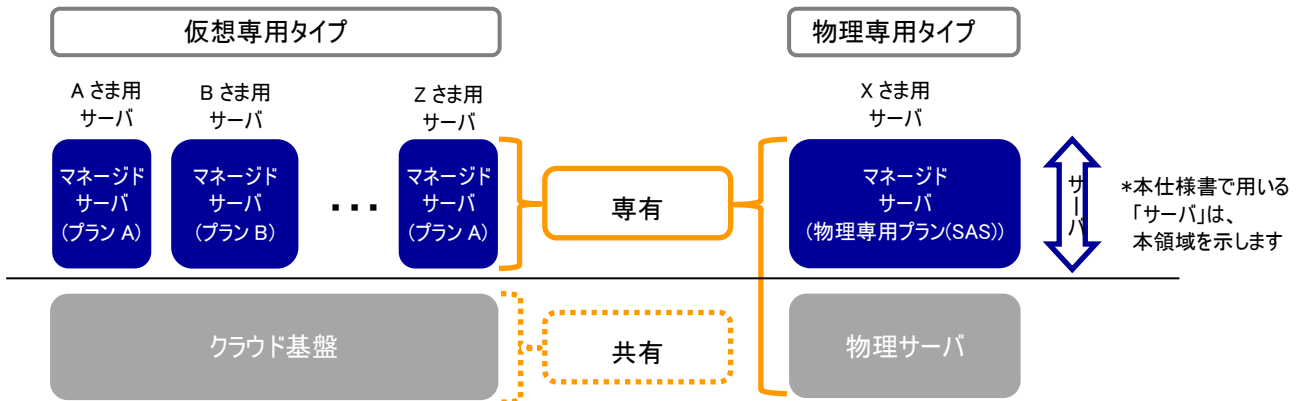 仮想専用タイプ
物理専用タイプ
A さま用
サーバ
B さま用
サーバ
Z さま用
サーバ
X さま用
サーバ
マネージド
サーバ
(プラン A)
マネージド
サーバ
(プラン B)
・・・
マネージド
サーバ
(プラン A)
専有
マネージド
サーバ
(物理専用プラン(SAS))
サーバ
*本仕様書で用いる
「サーバ」は、
本領域を示します
クラウド基盤
共有
物理サーバ